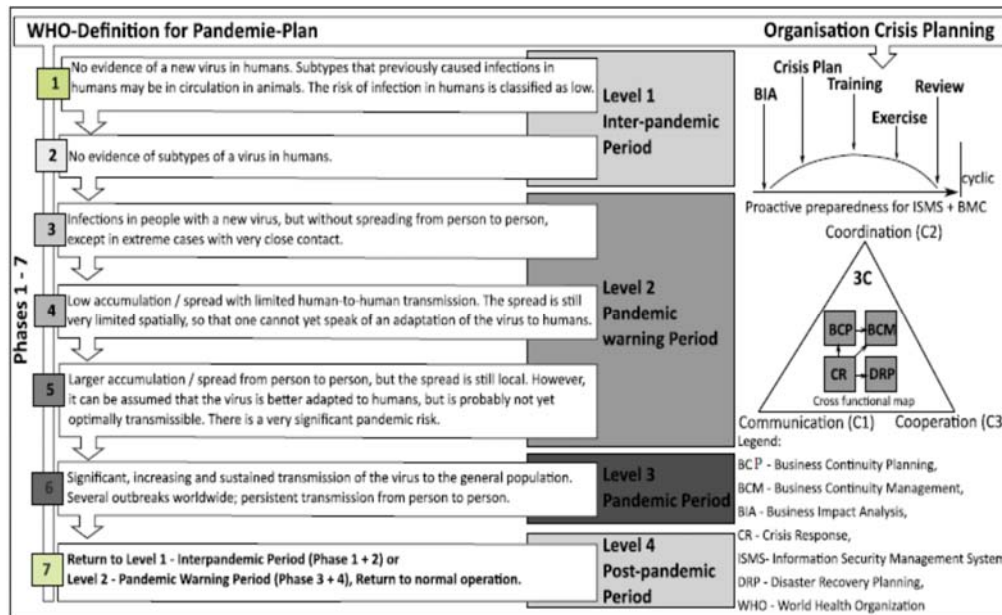 WHO-Definition for Pandemie-Plan
Organisation Crisis Planning
Phases 1 - 7
1
No evidence of a new virus in humans. Subtypes that previously caused infections in
humans may be in circulation in animals. The risk of infection in humans is classified as low.
2
No evidence of subtypes of a virus in humans.
Level 1
Inter-pandemic
Period
3
Infections in people with a new virus, but without spreading from person to person,
except in extreme cases with very close contact.
4
Low accumulation / spread with limited human-to-human transmission. The spread is still
very limited spatially, so that one cannot yet speak of an adaptation of the virus to humans.
5
Larger accumulation / spread from person to person, but the spread is still local. However,
it can be assumed that the virus is better adapted to humans, but is probably not yet
optimally transmissible. There is a very significant pandemic risk.
Level 2
Pandemic
warning Period
6
Significant, increasing and sustained transmission of the virus to the general population.
Several outbreaks worldwide; persistent transmission from person to person.
Level 3
Pandemic Period
7
Return to Level 1 - Interpandemic Period (Phase 1 + 2) or
Level 2 - Pandemic Warning Period (Phase 3 + 4), Return to normal operation.
Level 4
Post-pandemic
Period
Crisis Plan
Training
Review
BIA
Exercise
cyclic
Proactive preparedness for ISMS + BMC
Coordination (C2)
3C
BCP
BCM
CR
DRP
Cross functional map
Communication (C1)
Cooperation (C3
Legend:
BCP - Business Continuity Planning,
BCM - Business Continuity Management,
BIA - Business Impact Analysis,
CR - Crisis Response,
ISMS- Information Security Management System
DRP - Disaster Recovery Planning,
WHO - World Health Organization